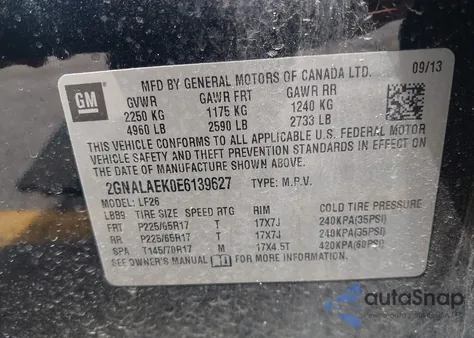 GM
MFD BY GENERAL MOTORS OF CANADA LTD. 09/13
GVWR GAWR FRT GAWR RR
2250 KG 1175 KG 1240 KG
4960 LB 2590 LB 2733 LB
THIS VEHICLE CONFORMS TO ALL APPLICABLE U.S. FEDERAL MOTOR
VEHICLE SAFETY AND THEFT PREVENTION STANDARDS IN EFFECT ON
THE DATE OF MANUFACTURE SHOWN ABOVE.
2GNALAEK0E6139627 TYPE: M.P.V.
MODEL: LF26
LBB9 TIRE SIZE SPEED RTG RIM COLD TIRE PRESSURE
FRT P225/65R17 T 17X7J 240KPA(35PSI)
RR P225/65R17 T 17X7J 240KPA(35PSI)
SPA T145/70R17 M 17X4.5T 420KPA(60PSI)
SEE OWNER'S MANUAL FOR MORE INFORMATION
autoSnap